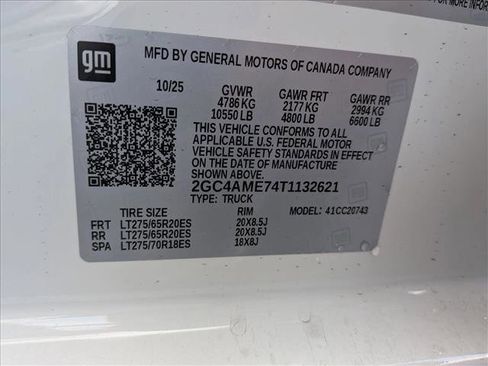 OR MORE INFOR
gm
MFD BY GENERAL MOTORS OF CANADA COMPANY
10/25 GVWR GAWR FRT GAWR RR
4786 KG 2177 KG 2994 KG
10550 LB 4800 LB 6600 LB
THIS VEHICLE CONFORMS TO ALL
APPLICABLE U.S. FEDERAL MOTOR
VEHICLE SAFETY STANDARDS IN EFFECT
ON THE DATE OF MANUFACTURE
SHOWN ABOVE.
2GC4AME74T1132621
TYPE: TRUCK MODEL: 41CC20743
TIRE SIZE RIM
FRT LT275/65R20ES 20X8.5J
RR LT275/65R20ES 20X8.5J
SPA LT275/70R18ES 18X8J